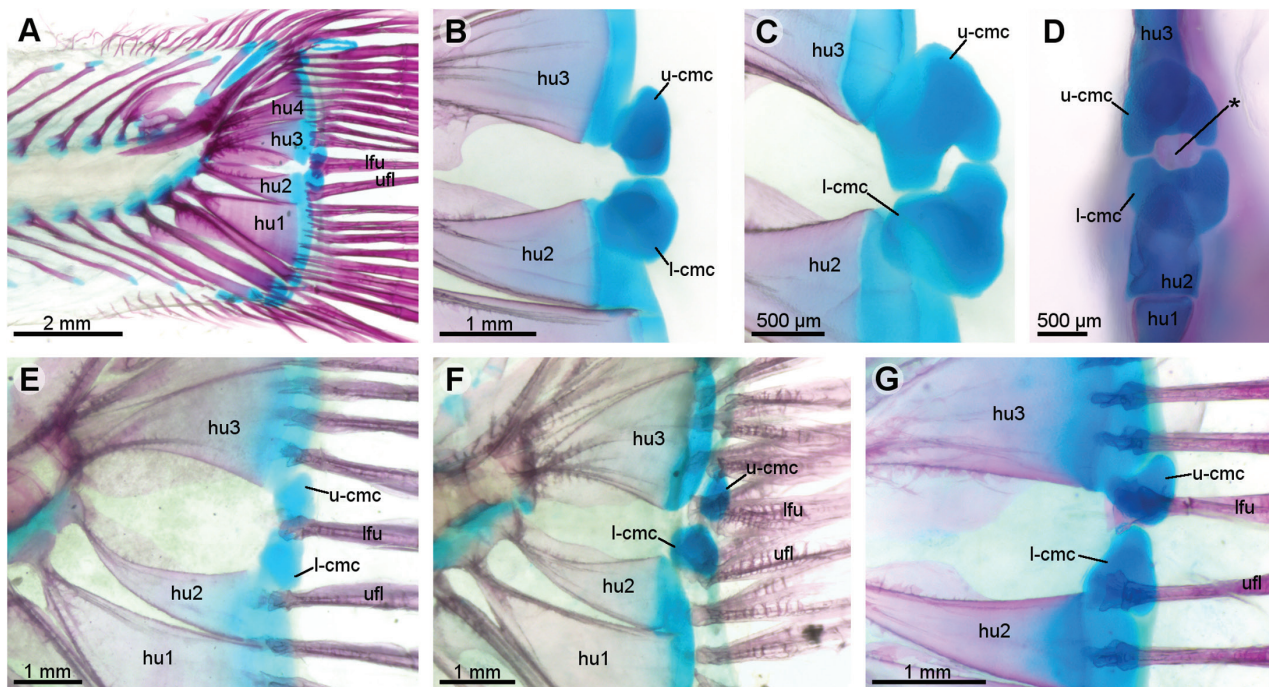 A
hu4
hu3
lfu
hu2
ufl
hu1
2 mm
B
u-cmc
hu3
hu2
l-cmc
1 mm
C
u-cmc
hu3
l-cmc
hu2
500 µm
D
hu3
u-cmc
*
l-cmc
hu2
hu1
500 µm
E
hu3
u-cmc
lfu
l-cmc
hu2
ufl
hu1
1 mm
F
hu3
u-cmc
lfu
l-cmc
ufl
hu2
hu1
1 mm
G
hu3
u-cmc
lfu
l-cmc
ufl
hu2
1 mm